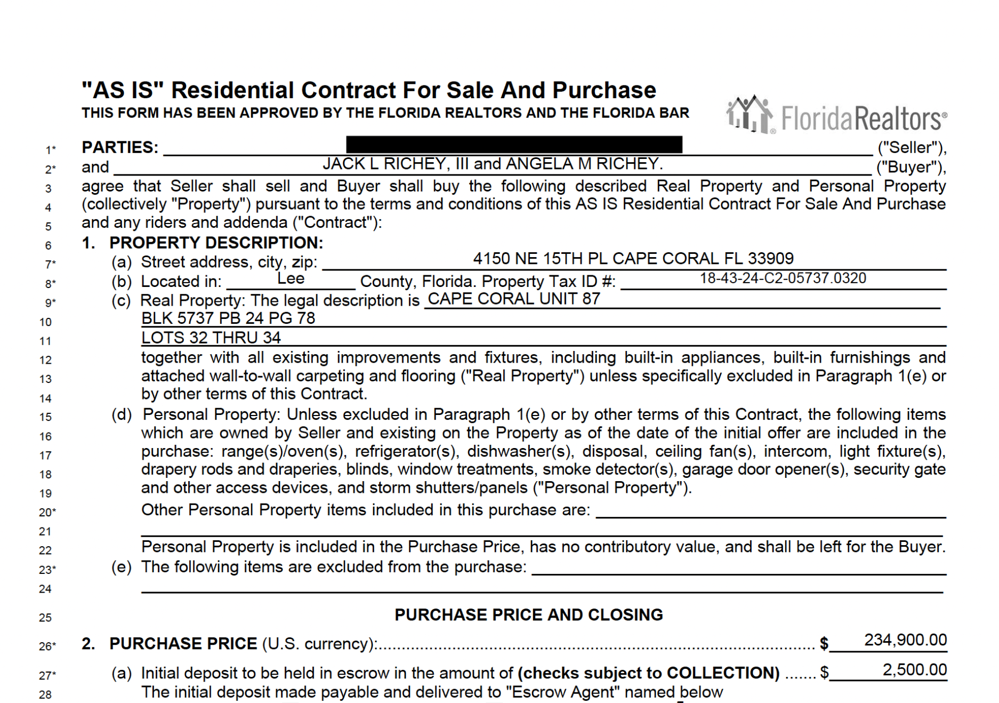 "AS IS" Residential Contract For Sale And Purchase
THIS FORM HAS BEEN APPROVED BY THE FLORIDA REALTORS AND THE FLORIDA BAR
FloridaRealtors®
1* PARTIES: ("Seller"),
2* and JACK L RICHEY, III and ANGELA M RICHEY. ("Buyer"),
3 agree that Seller shall sell and Buyer shall buy the following described Real Property and Personal Property
4 (collectively "Property") pursuant to the terms and conditions of this AS IS Residential Contract For Sale And Purchase
5 and any riders and addenda ("Contract"):
6 1. PROPERTY DESCRIPTION:
7* (a) Street address, city, zip: 4150 NE 15TH PL CAPE CORAL FL 33909
8* (b) Located in: Lee County, Florida. Property Tax ID #: 18-43-24-C2-05737.0320
9* (c) Real Property: The legal description is CAPE CORAL UNIT 87
10 BLK 5737 PB 24 PG 78
11 LOTS 32 THRU 34
12 together with all existing improvements and fixtures, including built-in appliances, built-in furnishings and
13 attached wall-to-wall carpeting and flooring ("Real Property") unless specifically excluded in Paragraph 1(e) or
14 by other terms of this Contract.
15 (d) Personal Property: Unless excluded in Paragraph 1(e) or by other terms of this Contract, the following items
16 which are owned by Seller and existing on the Property as of the date of the initial offer are included in the
17 purchase: range(s)/oven(s), refrigerator(s), dishwasher(s), disposal, ceiling fan(s), intercom, light fixture(s),
18 drapery rods and draperies, blinds, window treatments, smoke detector(s), garage door opener(s), security gate
19 and other access devices, and storm shutters/panels ("Personal Property").
20* Other Personal Property items included in this purchase are:
21
22 Personal Property is included in the Purchase Price, has no contributory value, and shall be left for the Buyer.
23* (e) The following items are excluded from the purchase:
24
25 PURCHASE PRICE AND CLOSING
26* 2. PURCHASE PRICE (U.S. currency):............................................................................................... $ 234,900.00
27* (a) Initial deposit to be held in escrow in the amount of (checks subject to COLLECTION) ....... $ 2,500.00
28 The initial deposit made payable and delivered to "Escrow Agent" named below